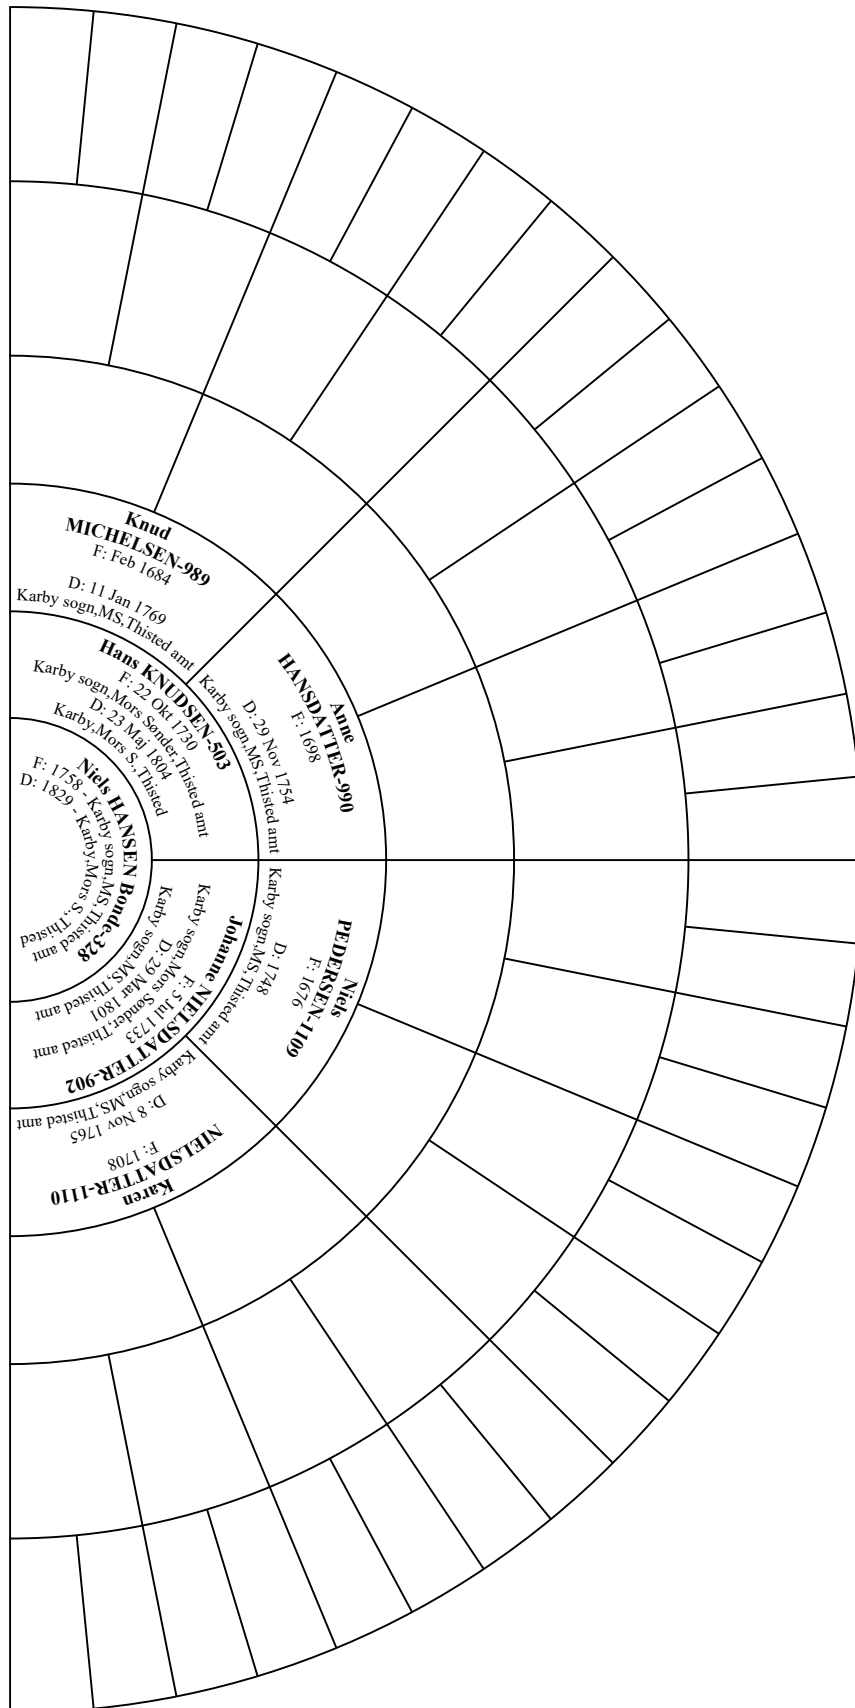 Niels HANSEN Bonde-328
F: 1758 - Karby sogn,MS,Thisted amt
D: 1829 - Karby,Mors S.,Thisted
Hans KNUDSEN-503
F: 22 Okt 1730
Karby sogn,Mors Sønder,Thisted amt
D: 23 Maj 1804
Karby,Mors S.,Thisted
Johanne NIELSDATTER-902
F: 5 Jul 1733
Karby sogn,Mors Sønder,Thisted amt
D: 29 Mar 1801
Karby sogn,MS,Thisted amt
Knud
MICHELSEN-989
F: Feb 1684
D: 11 Jan 1769
Karby sogn,MS,Thisted amt
Anne
HANSDATTER-990
F: 1698
D: 29 Nov 1754
Karby sogn,MS,Thisted amt
Niels
PEDERSEN-1109
F: 1676
D: 1748
Karby sogn,MS,Thisted amt
Karen
NIELSDATTER-1110
F: 1708
D: 8 Nov 1765
Karby sogn,MS,Thisted amt